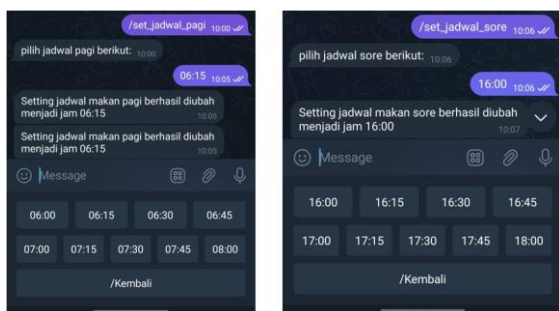 /set_jadwal_pagi 10:00
pilih jadwal pagi berikut: 10:00
06:15 10:05
Setting jadwal makan pagi berhasil diubah
menjadi jam 06:15 10:05
Setting jadwal makan pagi berhasil diubah
menjadi jam 06:15 10:05
Message
06:00 06:15 06:30 06:45
07:00 07:15 07:30 07:45 08:00
/Kembali
/set_jadwal_sore 10:06
pilih jadwal sore berikut: 10:06
16:00 10:06
Setting jadwal makan sore berhasil diubah
menjadi jam 16:00 10:07
Message
16:00 16:15 16:30 16:45
17:00 17:15 17:30 17:45 18:00
/Kembali